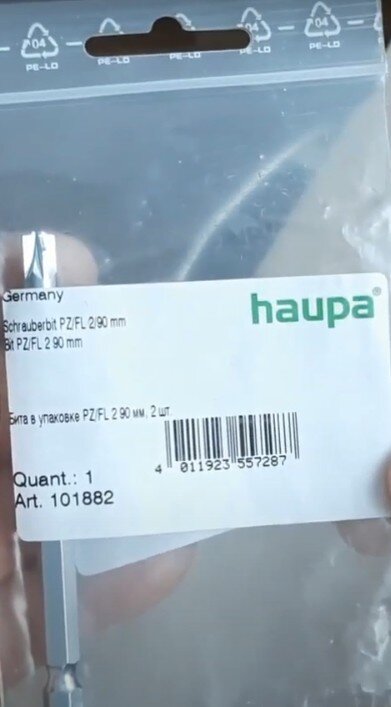 04 04 04
PE-LD PE-LD PE-LD PE-LD
Germany
haupa®
Schrauberbit PZ/FL 2/90 mm
Bit PZ/FL 2 90 mm
Бита в упаковке PZ/FL 2 90 мм, 2 шт
4 011923 557287
Quant.: 1
Art. 101882